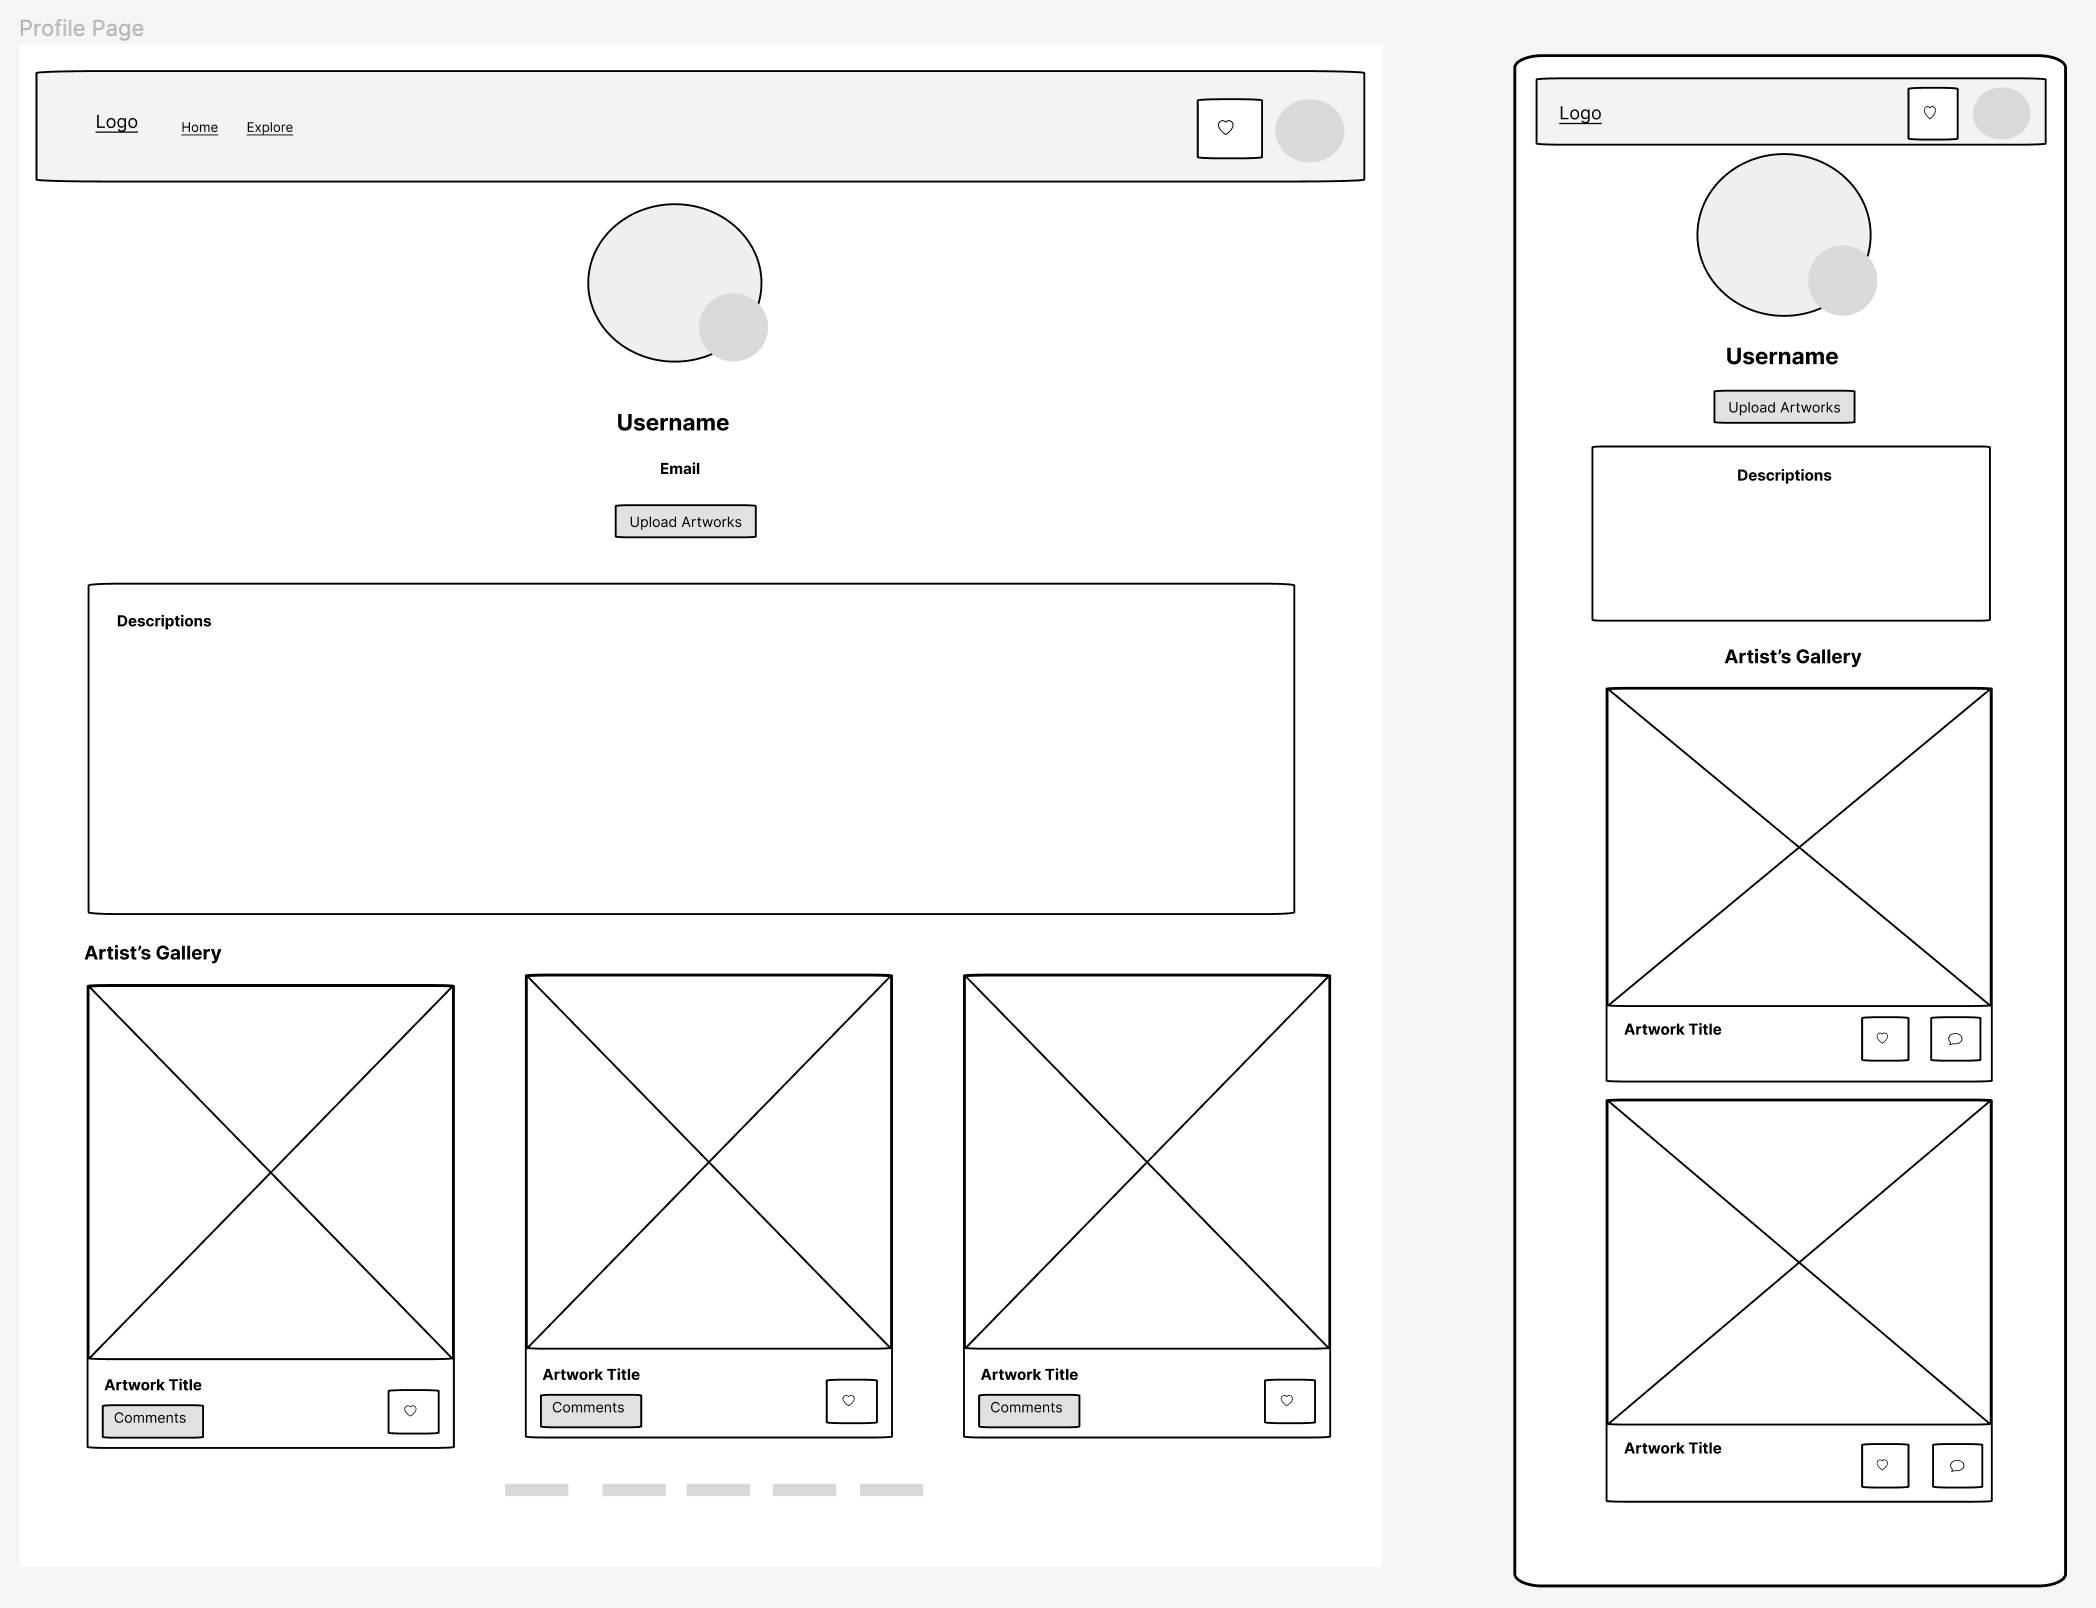 Profile Page
Logo
Home
Explore
Username
Email
Upload Artworks
Descriptions
Artist’s Gallery
Artwork Title
Comments
Artwork Title
Comments
Artwork Title
Comments
Logo
Username
Upload Artworks
Descriptions
Artist’s Gallery
Artwork Title
Artwork Title